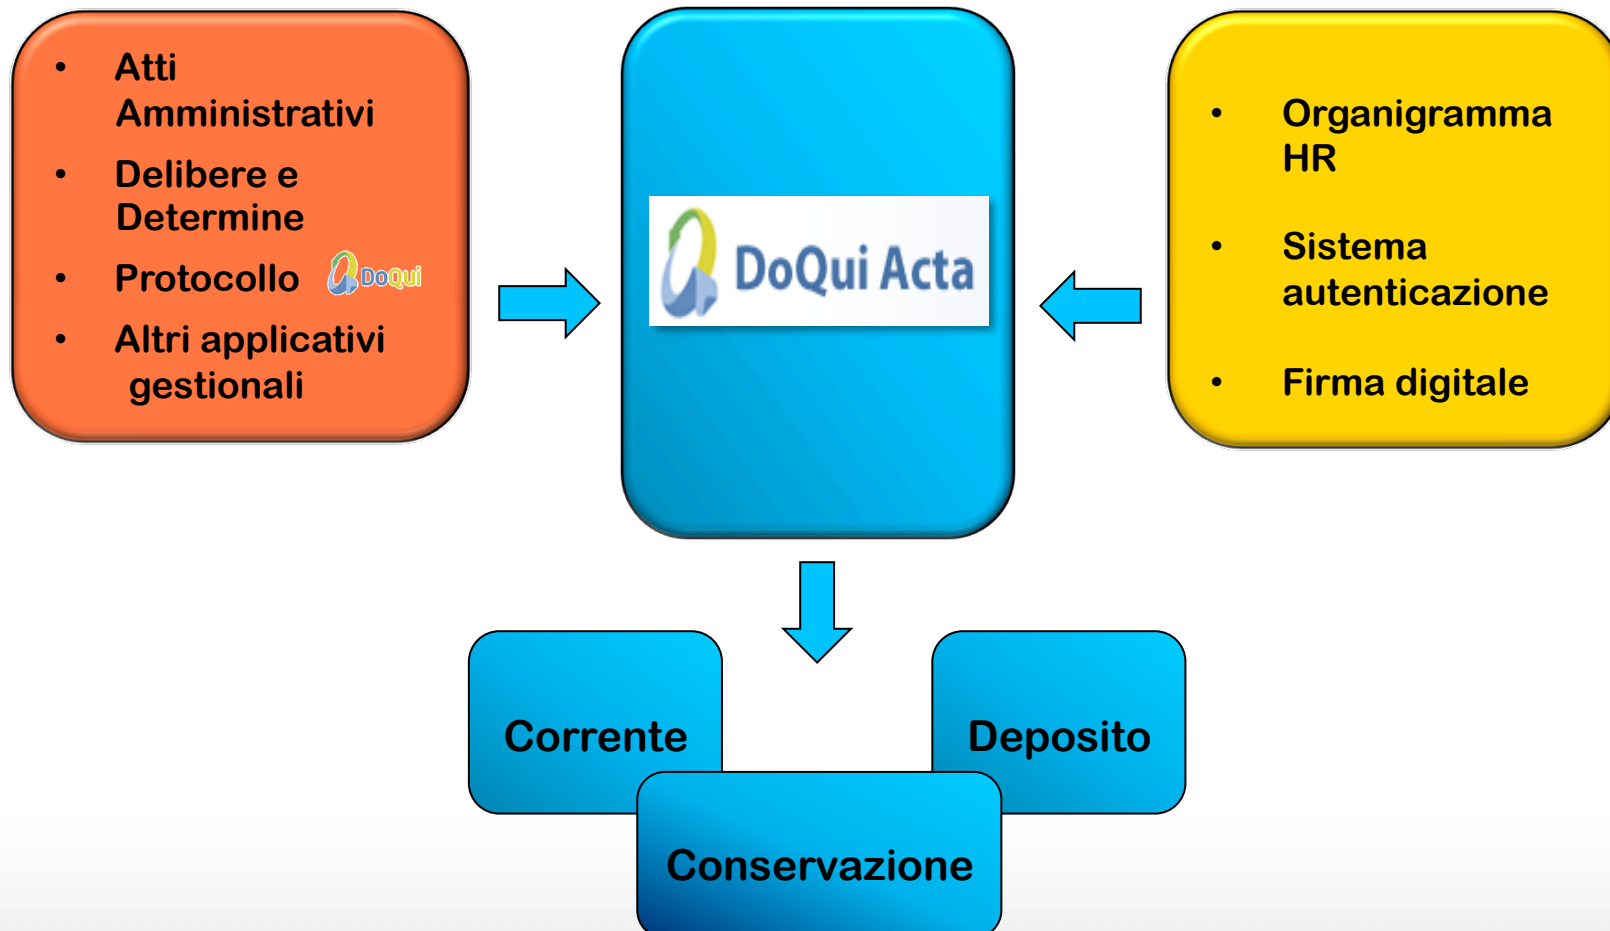 • Atti
Amministrativi
• Delibere e
Determine
• Protocollo DoQui
• Altri applicativi
gestionali
DoQui Acta
• Organigramma
HR
• Sistema
autenticazione
• Firma digitale
Corrente
Deposito
Conservazione